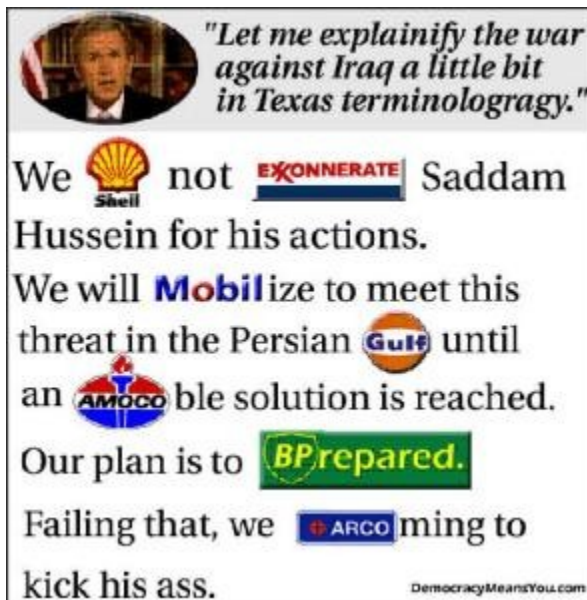 "Let me explainify the war
against Iraq a little bit
in Texas terminologragy."
We Shell not EXXONNERATE Saddam
Hussein for his actions.
We will Mobilize to meet this
threat in the Persian Gulf until
an AMOCO ble solution is reached.
Our plan is to BPrepared.
Failing that, we ARCO ming to
kick his ass.
DemocracyMeansYou.com